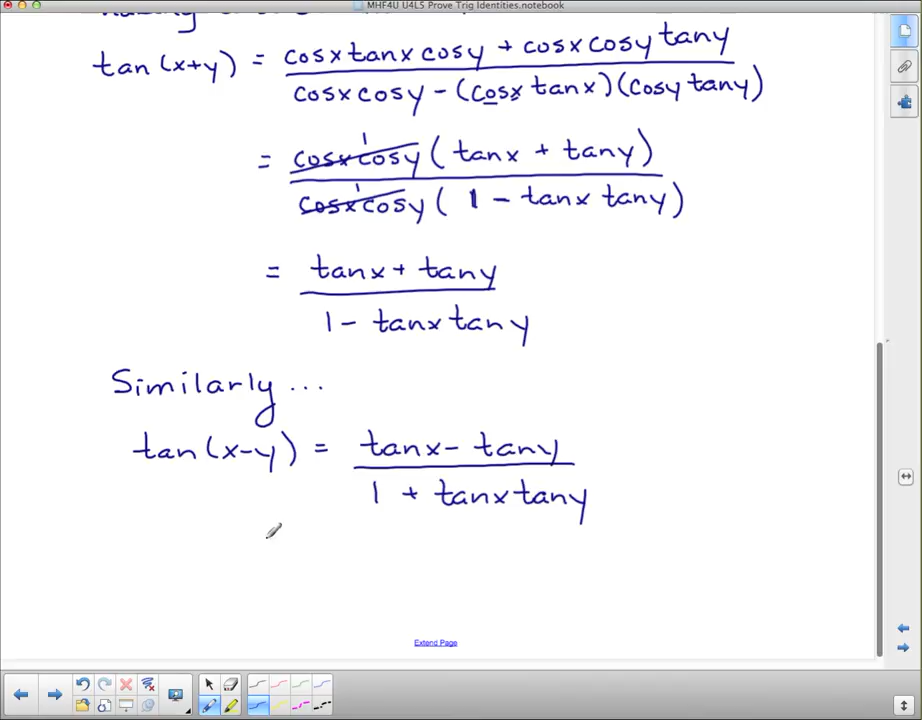 MHF4U U4L5 Prove Trig Identities.notebook
tan(x+y) = (cosx tanx cosy + cosx cosy tany) / (cosx cosy - (cosx tanx)(cosy tany))
1
= cosx cosy (tanx + tany)
1
cosx cosy (1 - tanx tany)
= tanx + tany
1 - tanx tany
Similarly ...
tan(x-y) = tanx - tany
1 + tanx tany
Extend Page